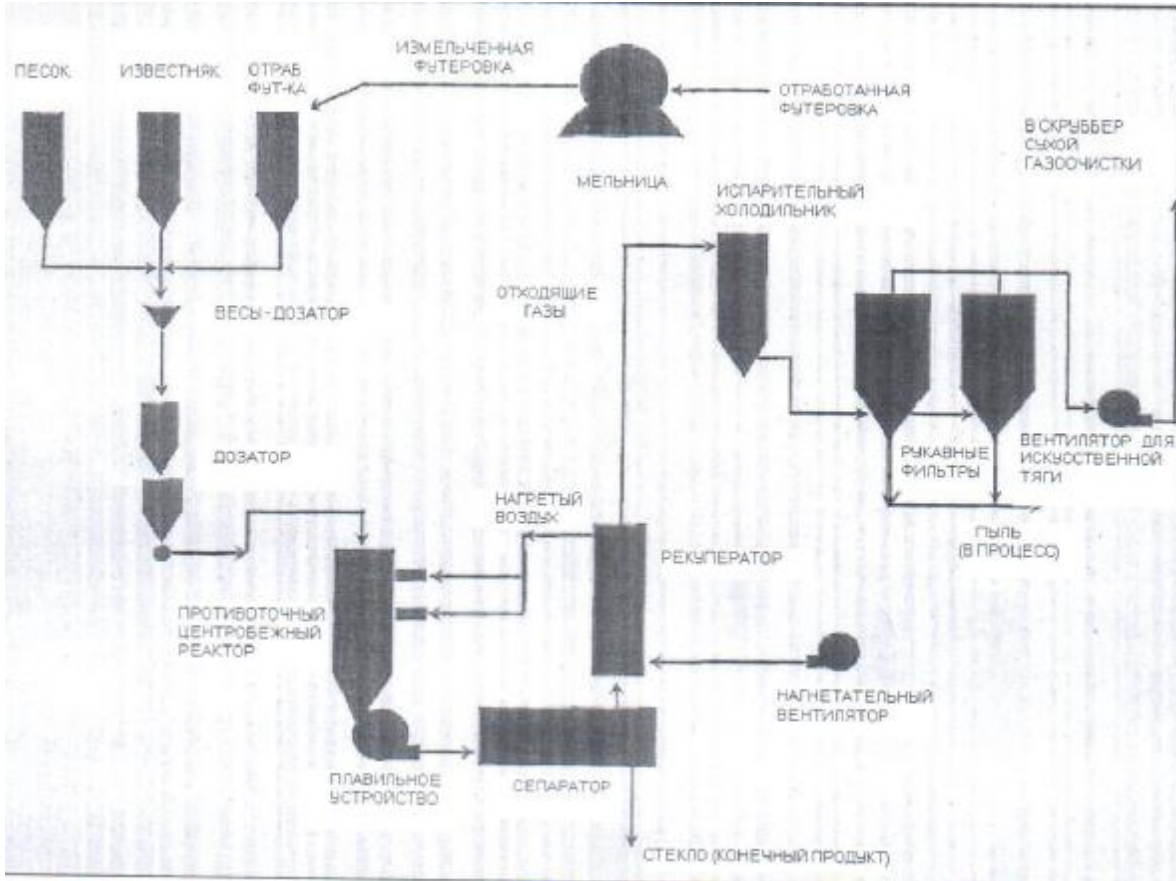 ПЕСОК
ИЗВЕСТНЯК
ОТРАБ
ФУТ-КА
ИЗМЕЛЬЧЕННАЯ
ФУТЕРОВКА
ОТРАБОТАННАЯ
ФУТЕРОВКА
МЕЛЬНИЦА
В СКРУББЕР
СУХОЙ
ГАЗООЧИСТКИ
ИСПАРИТЕЛЬНЫЙ
ХОЛОДИЛЬНИК
ОТХОДЯЩИЕ
ГАЗЫ
ВЕСЫ-ДОЗАТОР
ДОЗАТОР
РУКАВНЫЕ
ФИЛЬТРЫ
ВЕНТИЛЯТОР ДЛЯ
ИСКУССТВЕННОЙ
ТЯГИ
НАГРЕТЫЙ
ВОЗДУХ
РЕКУПЕРАТОР
ПЫЛЬ
(В ПРОЦЕСС)
ПРОТИВОТОЧНЫЙ
ЦЕНТРОБЕЖНЫЙ
РЕАКТОР
НАГНЕТАТЕЛЬНЫЙ
ВЕНТИЛЯТОР
ПЛАВИЛЬНОЕ
УСТРОЙСТВО
СЕПАРАТОР
СТЕКЛО (КОНЕЧНЫЙ ПРОДУКТ)